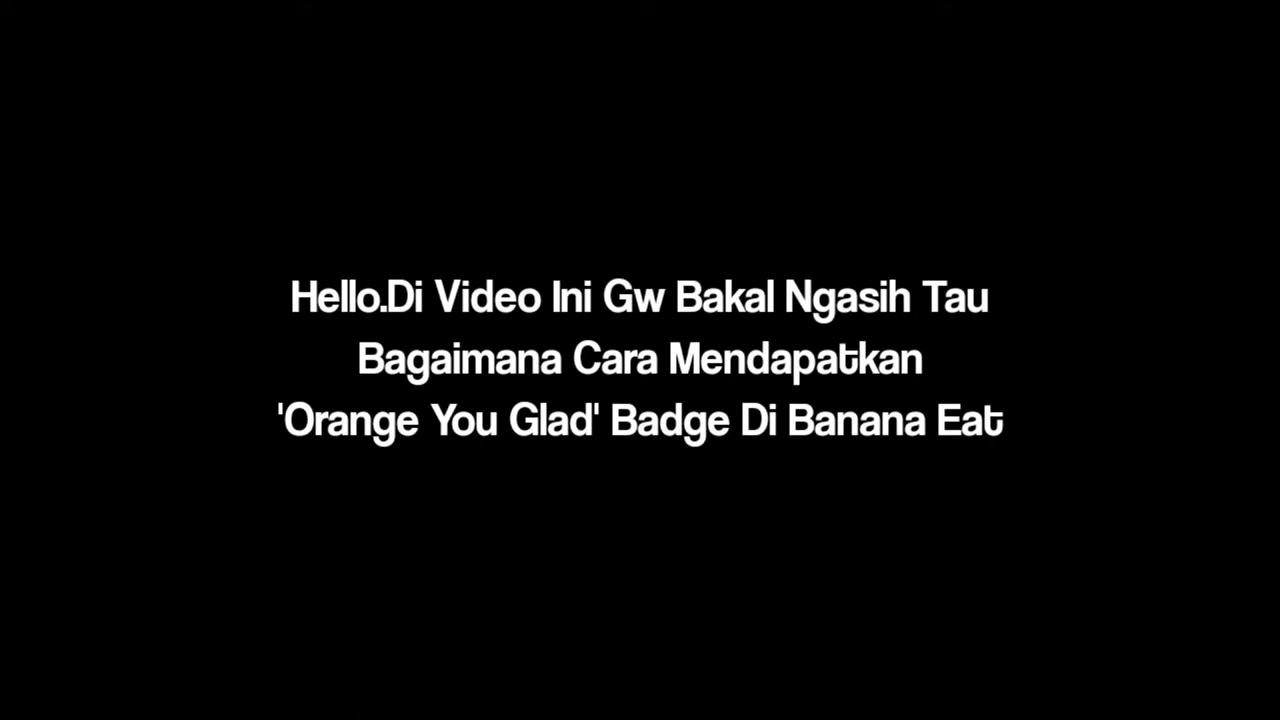 Hello.Di Video Ini Gw Bakal Ngasih Tau
Bagaimana Cara Mendapatkan
'Orange You Glad' Badge Di Banana Eat